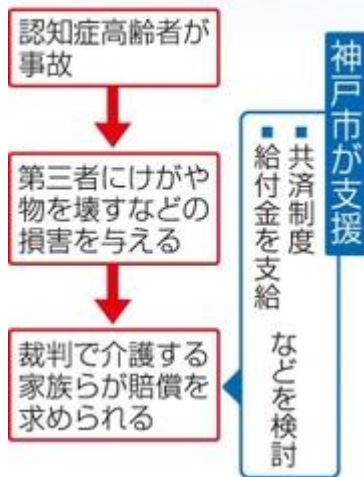 認知症高齢者が
事故
第三者にけがや
物を壊すなどの
損害を与える
裁判で介護する
家族らが賠償を
求められる
神戸市が支援
■共済制度
■給付金を支給
などを検討